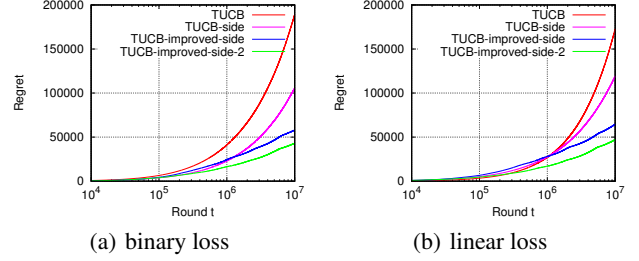 200000
150000
100000
50000
0
Regret
10^4
10^5
10^6
10^7
Round t
TUCB
TUCB-side
TUCB-improved-side
TUCB-improved-side-2
(a) binary loss
200000
150000
100000
50000
0
Regret
10^4
10^5
10^6
10^7
Round t
TUCB
TUCB-side
TUCB-improved-side
TUCB-improved-side-2
(b) linear loss